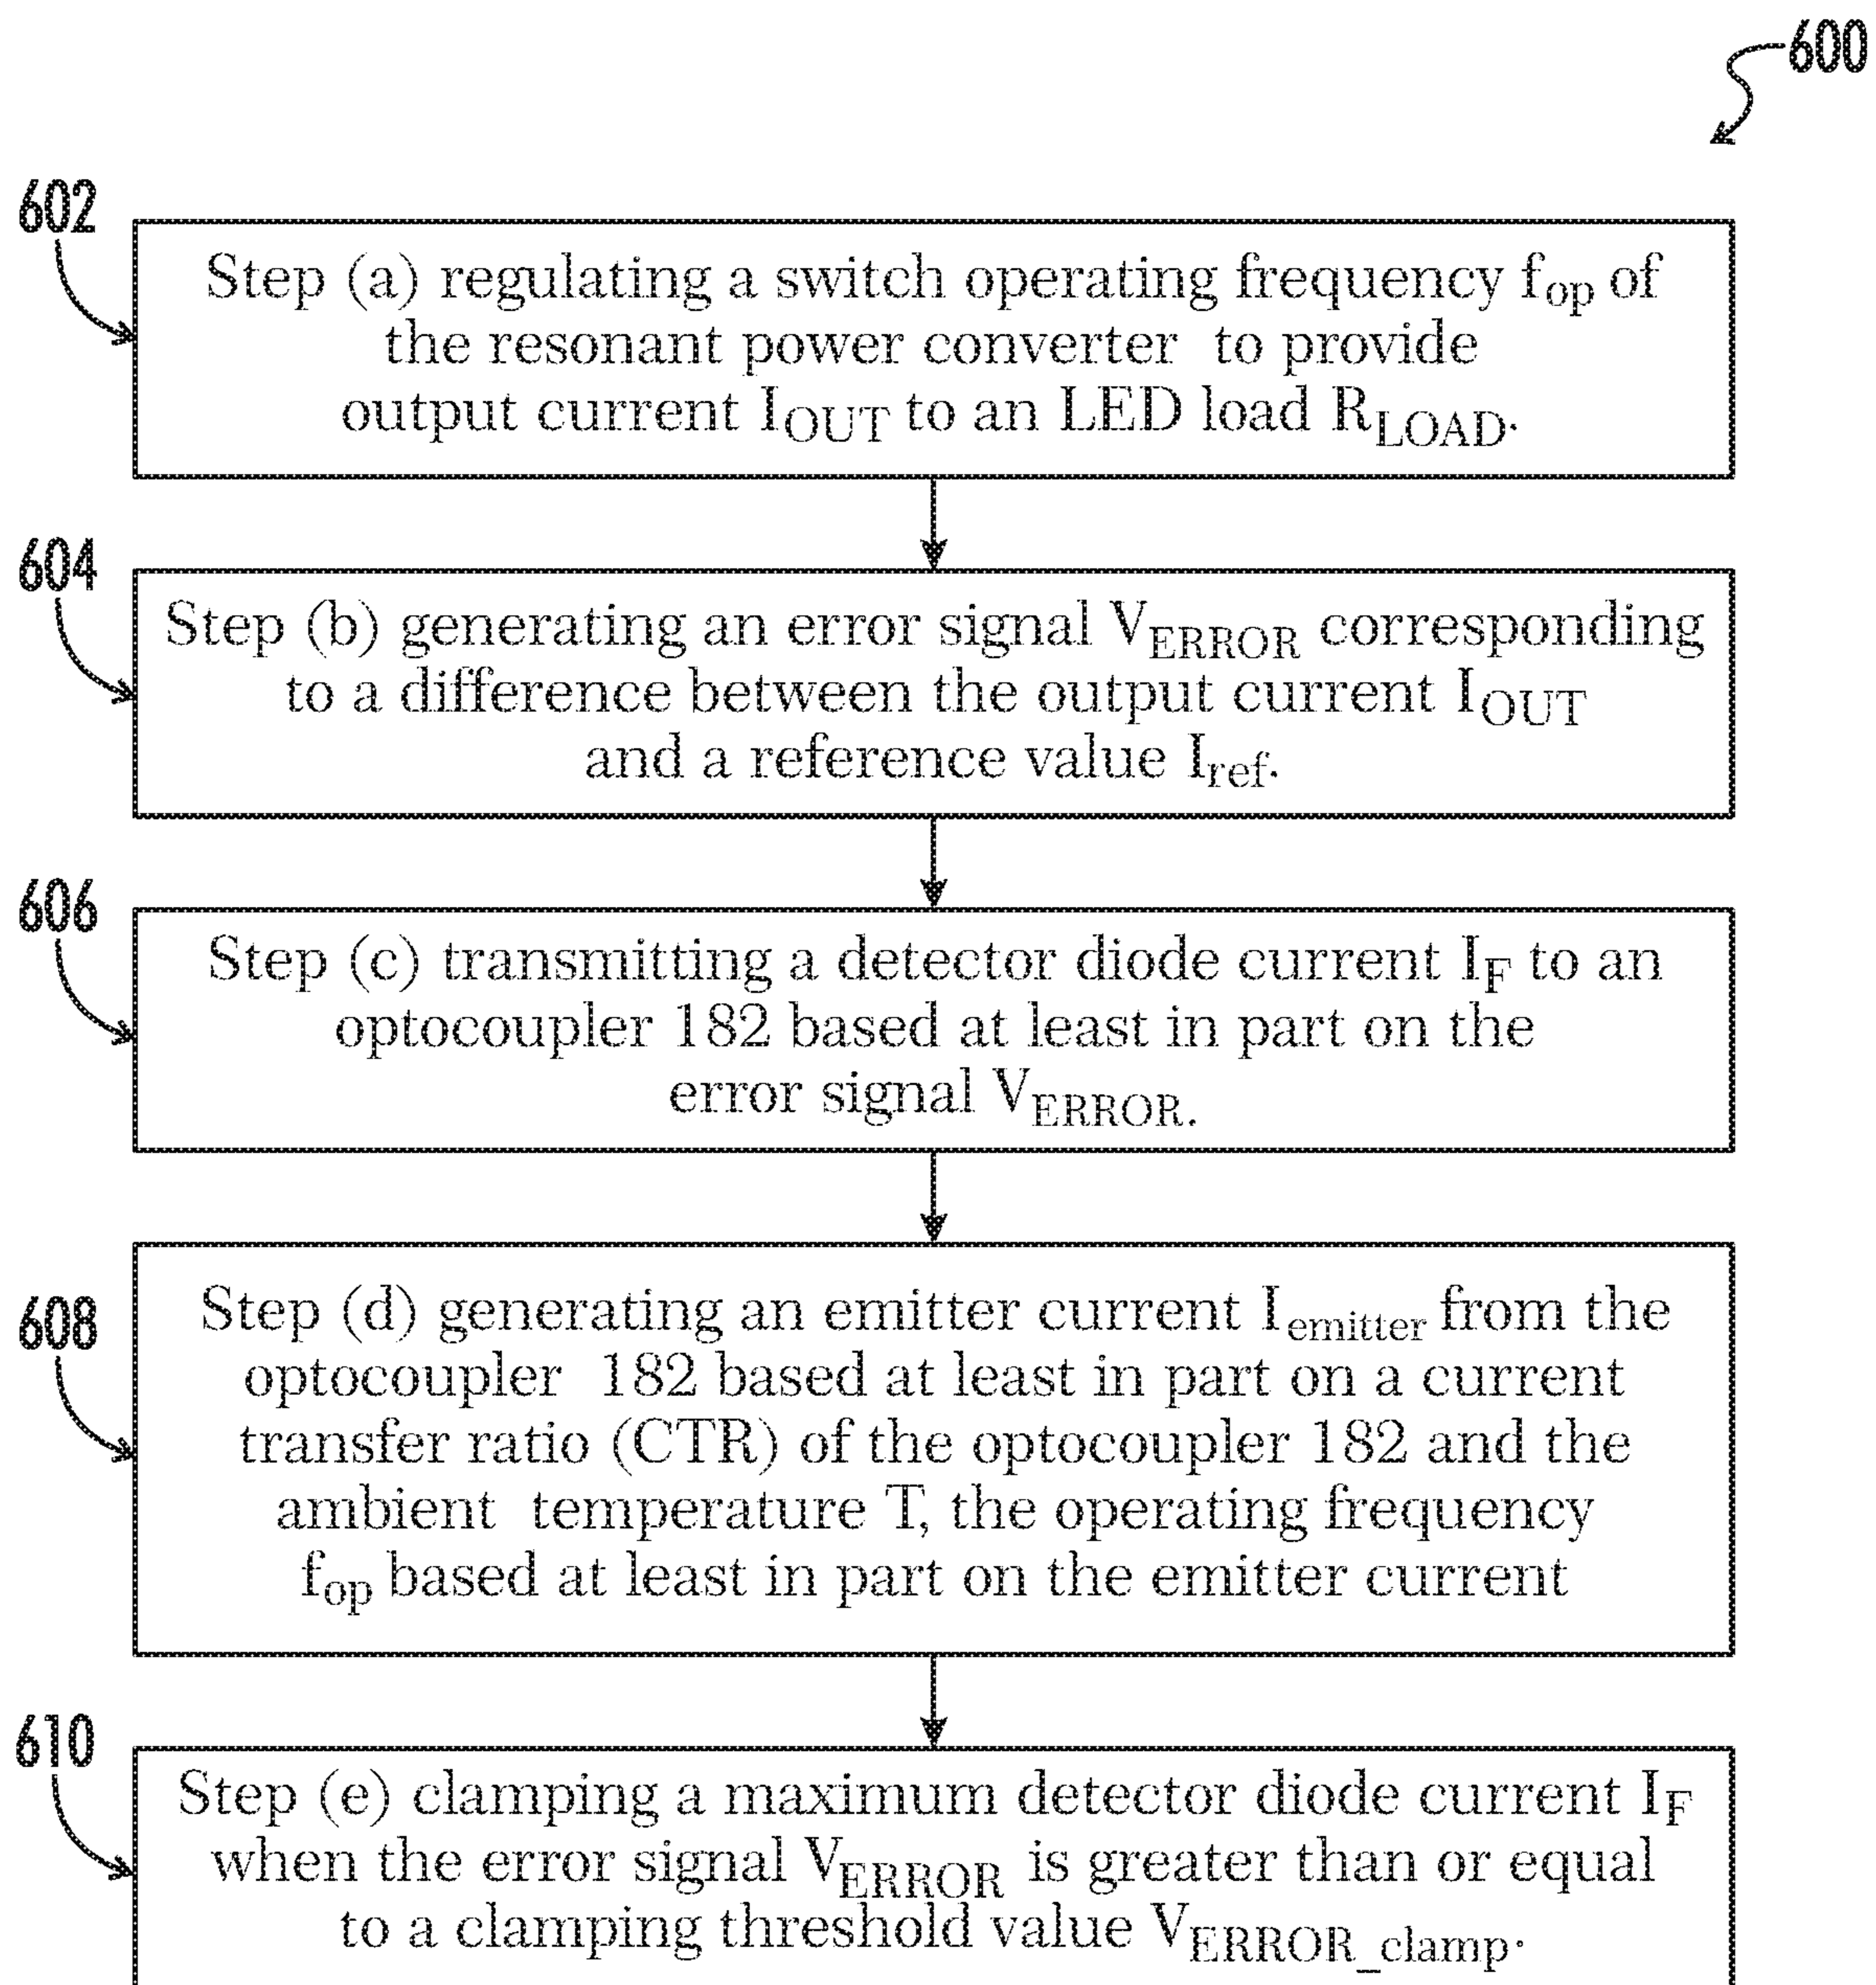 600
602
Step (a) regulating a switch operating frequency fop of
the resonant power converter to provide
output current IOUT to an LED load RLOAD.
604
Step (b) generating an error signal VERROR corresponding
to a difference between the output current IOUT
and a reference value Iref.
606
Step (c) transmitting a detector diode current IF to an
optocoupler 182 based at least in part on the
error signal VERROR.
608
Step (d) generating an emitter current Iemitter from the
optocoupler 182 based at least in part on a current
transfer ratio (CTR) of the optocoupler 182 and the
ambient temperature T, the operating frequency
fop based at least in part on the emitter current
610
Step (e) clamping a maximum detector diode current IF
when the error signal VERROR is greater than or equal
to a clamping threshold value VERROR_clamp.